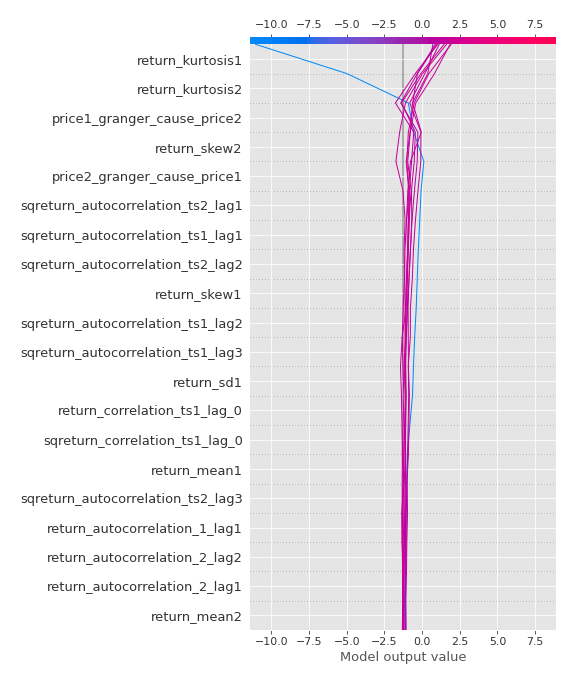 −10.0 −7.5 −5.0 −2.5 0.0 2.5 5.0 7.5
return_kurtosis1
return_kurtosis2
price1_granger_cause_price2
return_skew2
price2_granger_cause_price1
sqreturn_autocorrelation_ts2_lag1
sqreturn_autocorrelation_ts1_lag1
sqreturn_autocorrelation_ts2_lag2
return_skew1
sqreturn_autocorrelation_ts1_lag2
sqreturn_autocorrelation_ts1_lag3
return_sd1
return_correlation_ts1_lag_0
sqreturn_correlation_ts1_lag_0
return_mean1
sqreturn_autocorrelation_ts2_lag3
return_autocorrelation_1_lag1
return_autocorrelation_2_lag2
return_autocorrelation_2_lag1
return_mean2
−10.0 −7.5 −5.0 −2.5 0.0 2.5 5.0 7.5
Model output value